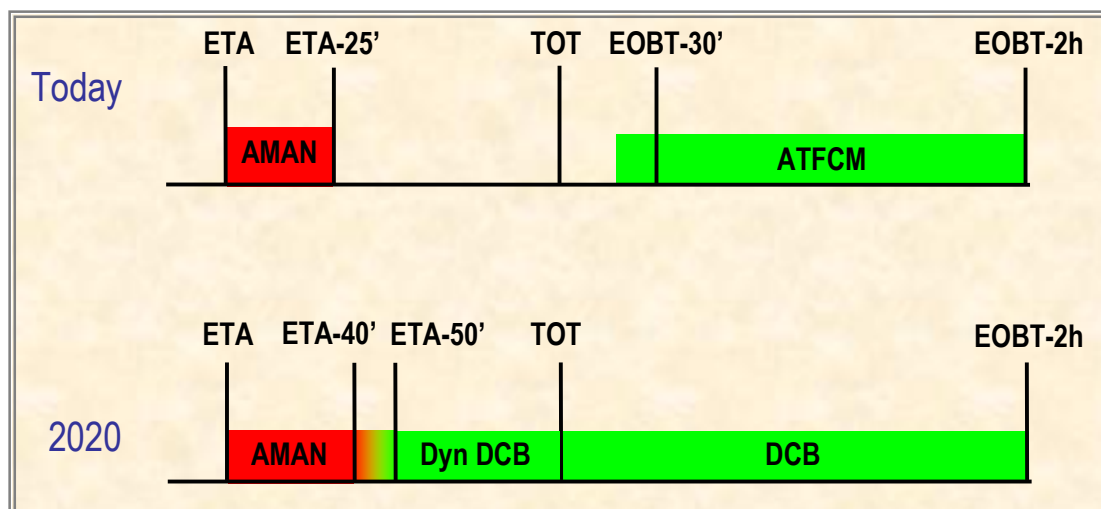 ETA ETA-25’ TOT EOBT-30’ EOBT-2h
Today
AMAN ATFCM
ETA ETA-40’ ETA-50’ TOT EOBT-2h
2020
AMAN Dyn DCB DCB